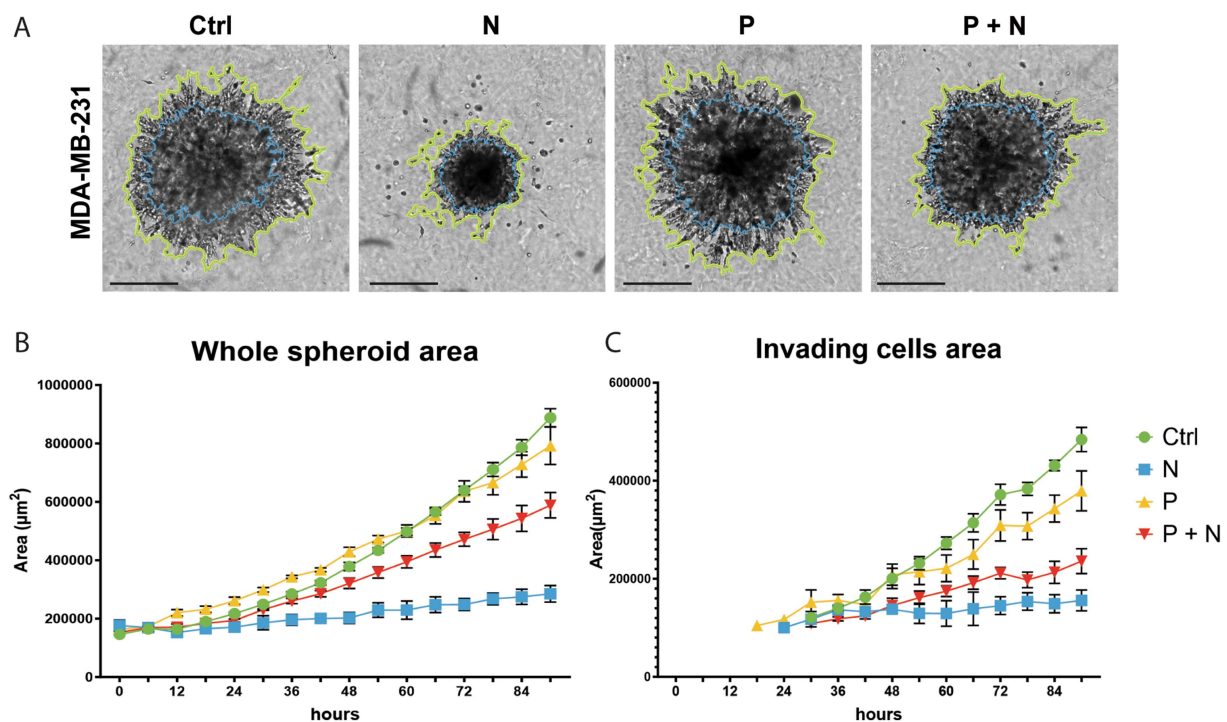 A
Ctrl
N
P
P + N
MDA-MB-231
B
Whole spheroid area
1000000
800000
600000
400000
200000
0
Area (µm²)
0
12
24
36
48
60
72
84
hours
C
Invading cells area
600000
400000
200000
0
Area(µm²)
0
12
24
36
48
60
72
84
hours
Ctrl
N
P
P + N